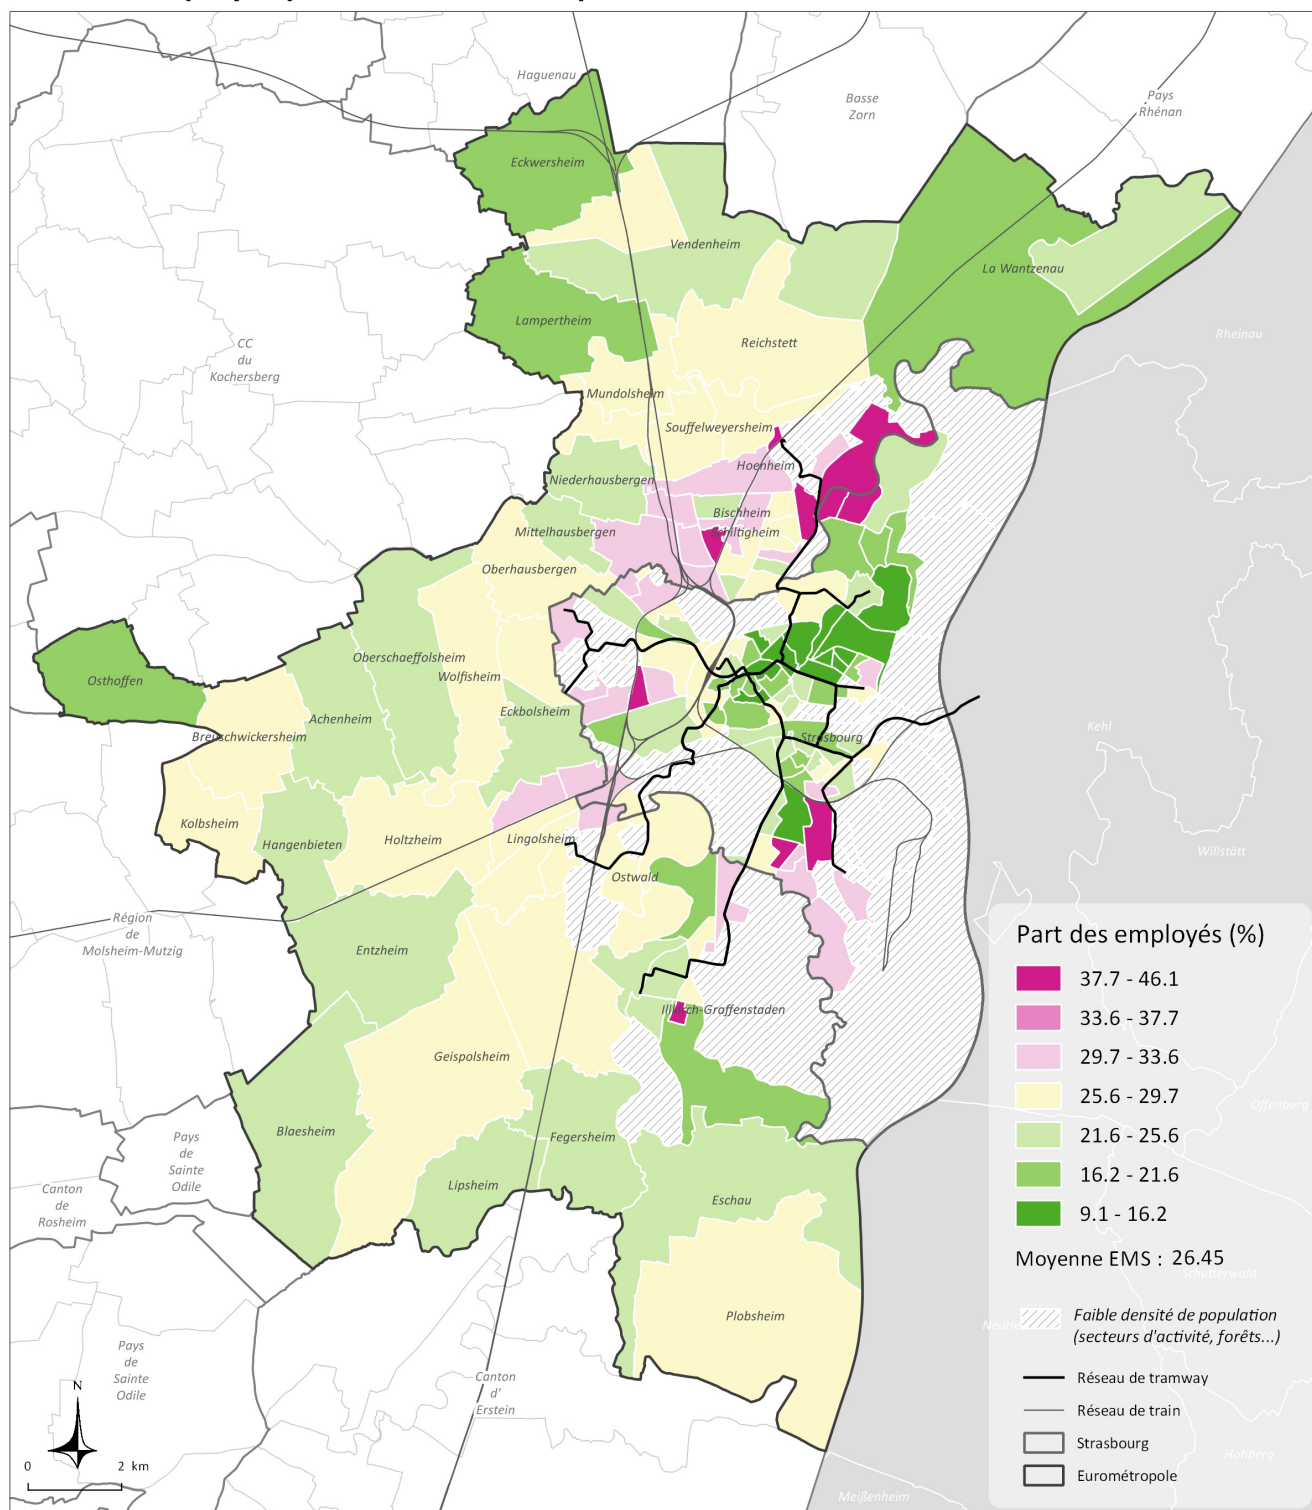 Haguenau
Basse
Zorn
Pays
Rhénan
Eckwersheim
Vendenheim
La Wantzenau
Lampertheim
Reichstett
Rheinau
CC
du
Kochersberg
Mundolsheim
Souffelweyersheim
Hoenheim
Niederhausbergen
Bischheim
Mittelhausbergen
Schiltigheim
Oberhausbergen
Oberschaeffolsheim
Wolfisheim
Osthoffen
Achenheim
Eckbolsheim
Breuschwickersheim
Strasbourg
Kehl
Kolbsheim
Hangenbieten
Holtzheim
Lingolsheim
Willstätt
Ostwald
Région
de
Molsheim-Mutzig
Entzheim
Illkirch-Graffenstaden
Geispolsheim
Blaesheim
Fegersheim
Lipsheim
Eschau
Plobsheim
Pays
de
Sainte
Odile
Canton
de
Rosheim
Pays
de
Sainte
Odile
Canton
d'
Erstein
Offenburg
Schutterwald
Hohberg
Meißenheim
Part des employés (%)
37.7 - 46.1
33.6 - 37.7
29.7 - 33.6
25.6 - 29.7
21.6 - 25.6
16.2 - 21.6
9.1 - 16.2
Moyenne EMS : 26.45
Faible densité de population
(secteurs d'activité, forêts...)
Réseau de tramway
Réseau de train
Strasbourg
Eurométropole
N
0 2 km